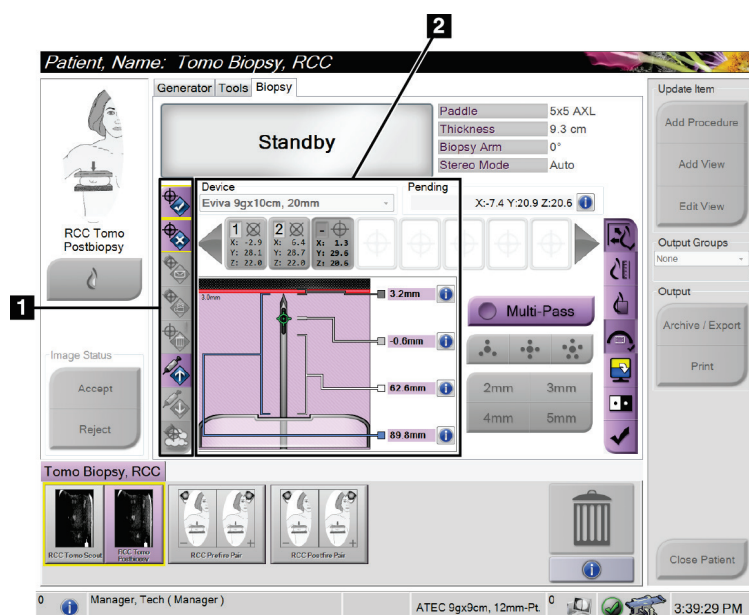 2
Patient, Name: Tomo Biopsy, RCC
Generator Tools Biopsy
Standby
Paddle 5x5 AXL
Thickness 9.3 cm
Biopsy Arm 0°
Stereo Mode Auto
Update Item
Add Procedure
Add View
Edit View
Output Groups
None
Output
Archive / Export
Print
Close Patient
RCC Tomo
Postbiopsy
Image Status
Accept
Reject
1
Device
Eviva 9gx10cm, 20mm
Pending
X:-7.4 Y:20.9 Z:20.6
1
X: -2.9
Y: 28.1
Z: 22.0
2
X: 6.4
Y: 28.7
Z: 22.0
-
X: 1.3
Y: 29.6
Z: 20.6
3.0mm
3.2mm
-0.6mm
62.6mm
89.8mm
Multi-Pass
2mm 3mm
4mm 5mm
Tomo Biopsy, RCC
RCC Tomo Scout
RCC Tomo
Postbiopsy
RCC Prefire Pair
RCC Postfire Pair
0
Manager, Tech ( Manager )
ATEC 9gx9cm, 12mm-Pt.
0
3:39:29 PM